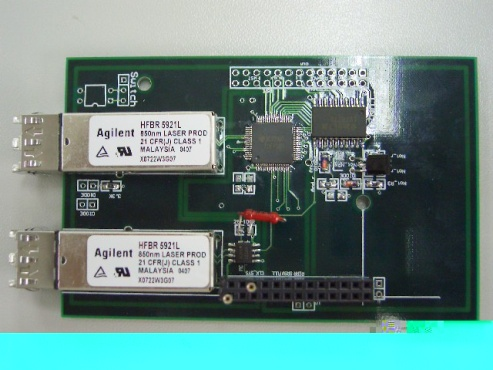 Switch
Agilent
HFBR 5921L
850nm LASER PROD
21 CFR(J) CLASS 1
MALAYSIA 0407
X0722W3G07
Agilent
HFBR 5921L
850nm LASER PROD
21 CFR(J) CLASS 1
MALAYSIA 0407
X0722W3G07